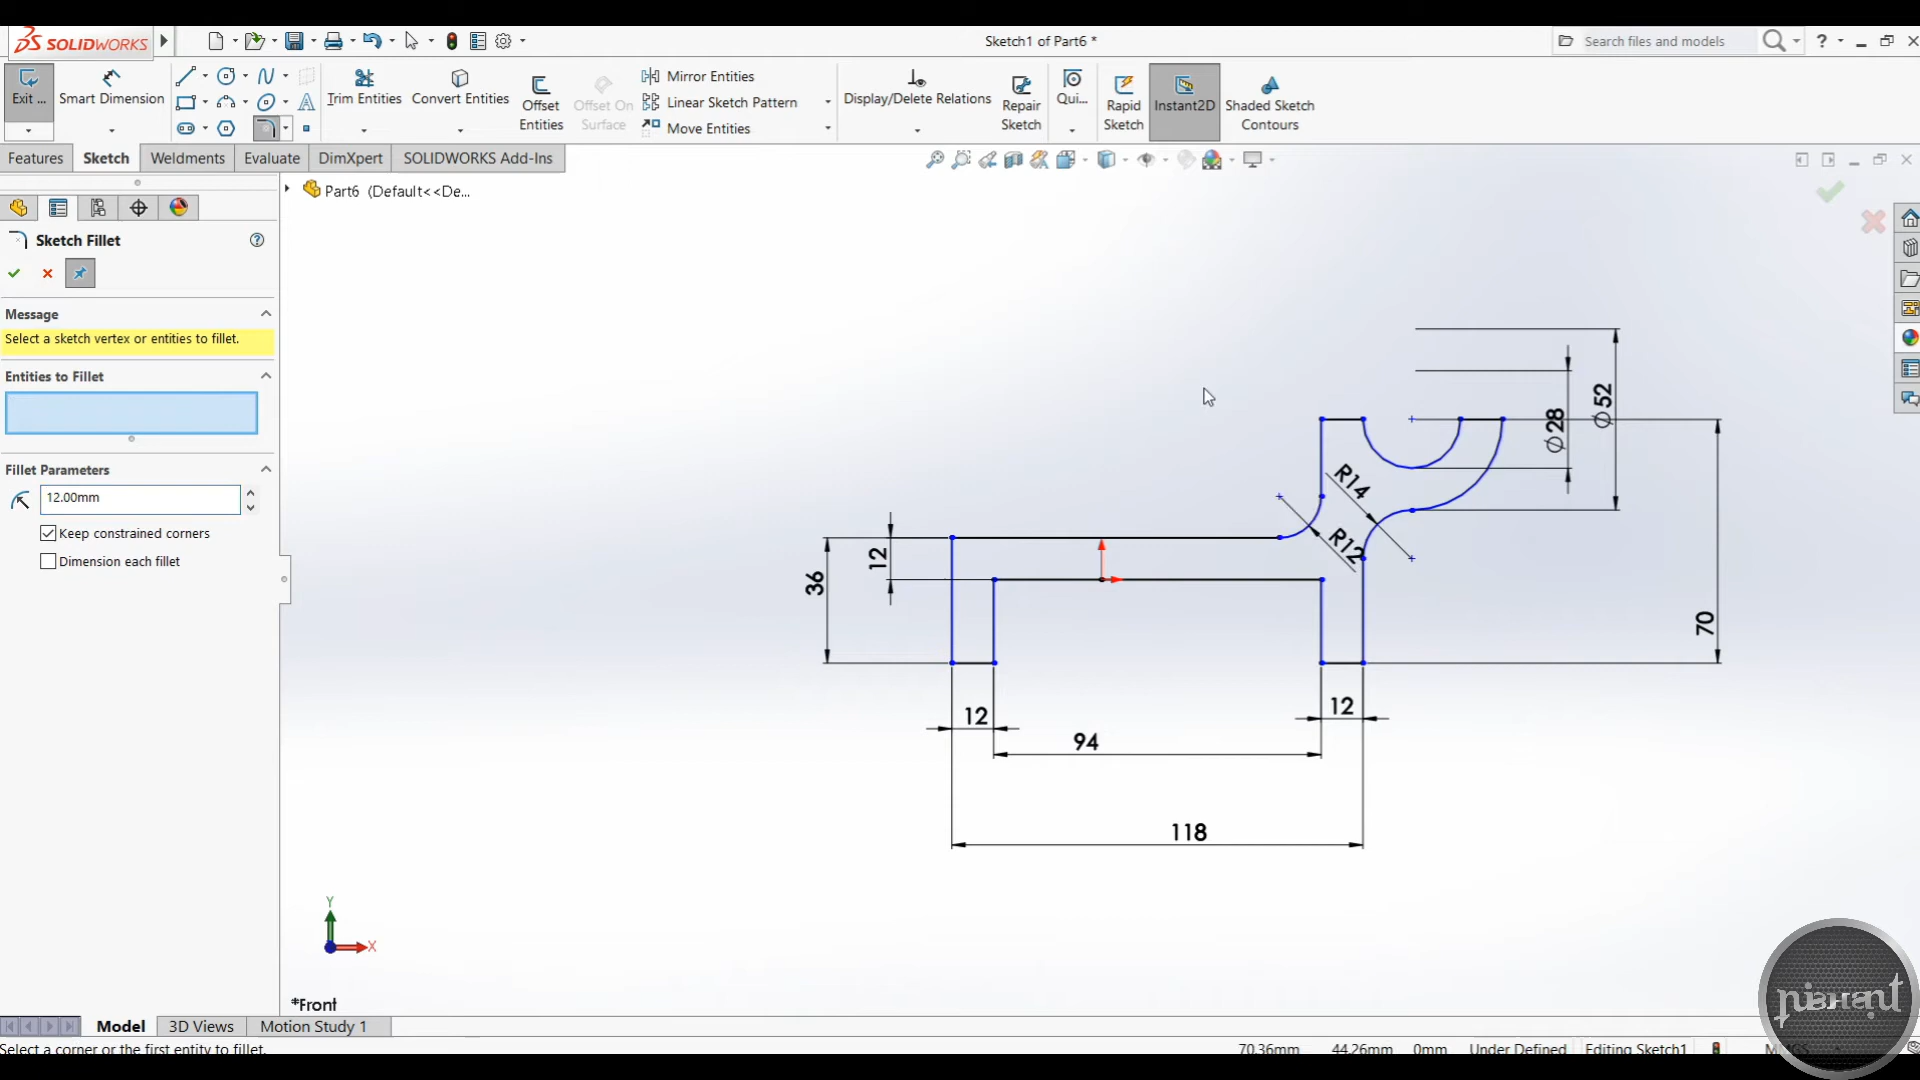 SOLIDWORKS
Sketch1 of Part6 *
Search files and models
Exit ...
Smart Dimension
Trim Entities
Convert Entities
Offset Entities
Offset On Surface
Mirror Entities
Linear Sketch Pattern
Move Entities
Display/Delete Relations
Repair Sketch
Qui...
Rapid Sketch
Instant2D
Shaded Sketch Contours
Features
Sketch
Weldments
Evaluate
DimXpert
SOLIDWORKS Add-Ins
Part6 (Default<<De...
Sketch Fillet
Message
Select a sketch vertex or entities to fillet.
Entities to Fillet
Fillet Parameters
12.00mm
Keep constrained corners
Dimension each fillet
Ø52
Ø28
R14
R12
12
36
70
12
12
94
118
Y
X
*Front
Model
3D Views
Motion Study 1
Select a corner or the first entity to fillet.
70.36mm
44.26mm
0mm
Under Defined
Editing Sketch1